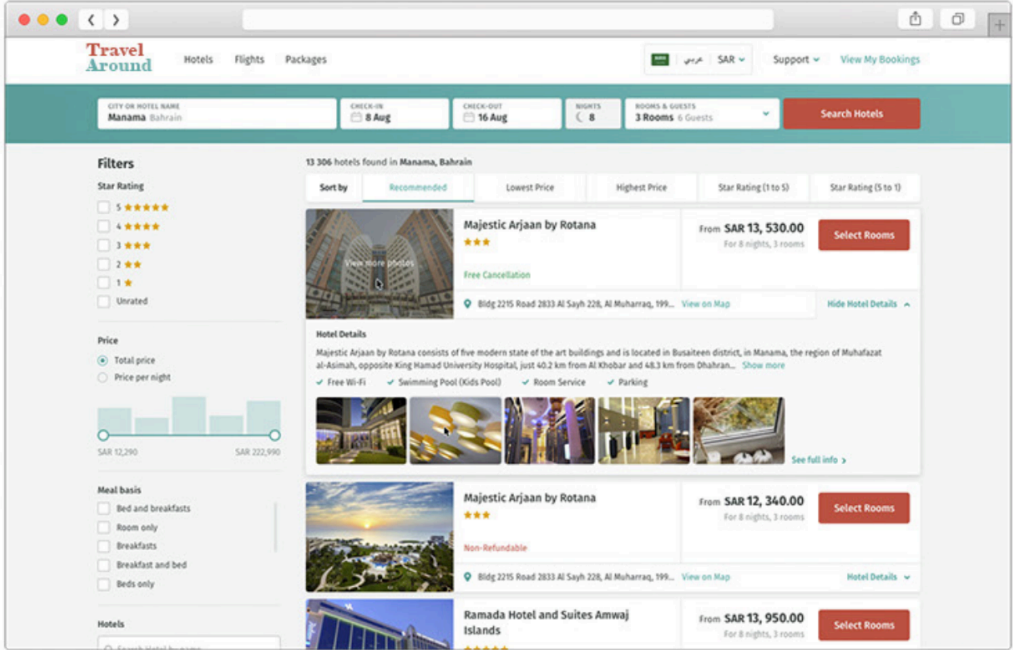 Travel
Around
Hotels Flights Packages
عربي SAR
Support View My Bookings
CITY OR HOTEL NAME
Manama Bahrain
CHECK-IN
8 Aug
CHECK-OUT
16 Aug
NIGHTS
8
ROOMS & GUESTS
3 Rooms 6 Guests
Search Hotels
Filters
Star Rating
5
4
3
2
1
Unrated
Price
Total price
Price per night
SAR 12,290 SAR 222,990
Meal basis
Bed and breakfasts
Room only
Breakfasts
Breakfast and bed
Beds only
Hotels
Search Hotel by name
13 306 hotels found in Manama, Bahrain
Sort by Recommended Lowest Price Highest Price Star Rating (1 to 5) Star Rating (5 to 1)
View more photos
Majestic Arjaan by Rotana
Free Cancellation
From SAR 13, 530.00
For 8 nights, 3 rooms
Select Rooms
Bldg 2215 Road 2833 Al Sayh 228, Al Muharraq, 199... View on Map
Hide Hotel Details
Hotel Details
Majestic Arjaan by Rotana consists of five modern state of the art buildings and is located in Busaiteen district, in Manama, the region of Muhafazat
al-Asimah, opposite King Hamad University Hospital, just 40.2 km from Al Khobar and 48.3 km from Dhahran... Show more
Free Wi-Fi Swimming Pool (Kids Pool) Room Service Parking
See full info
Majestic Arjaan by Rotana
Non-Refundable
From SAR 12, 340.00
For 8 nights, 3 rooms
Select Rooms
Bldg 2215 Road 2833 Al Sayh 228, Al Muharraq, 199... View on Map
Hotel Details
Ramada Hotel and Suites Amwaj
Islands
From SAR 13, 950.00
For 8 nights, 3 rooms
Select Rooms